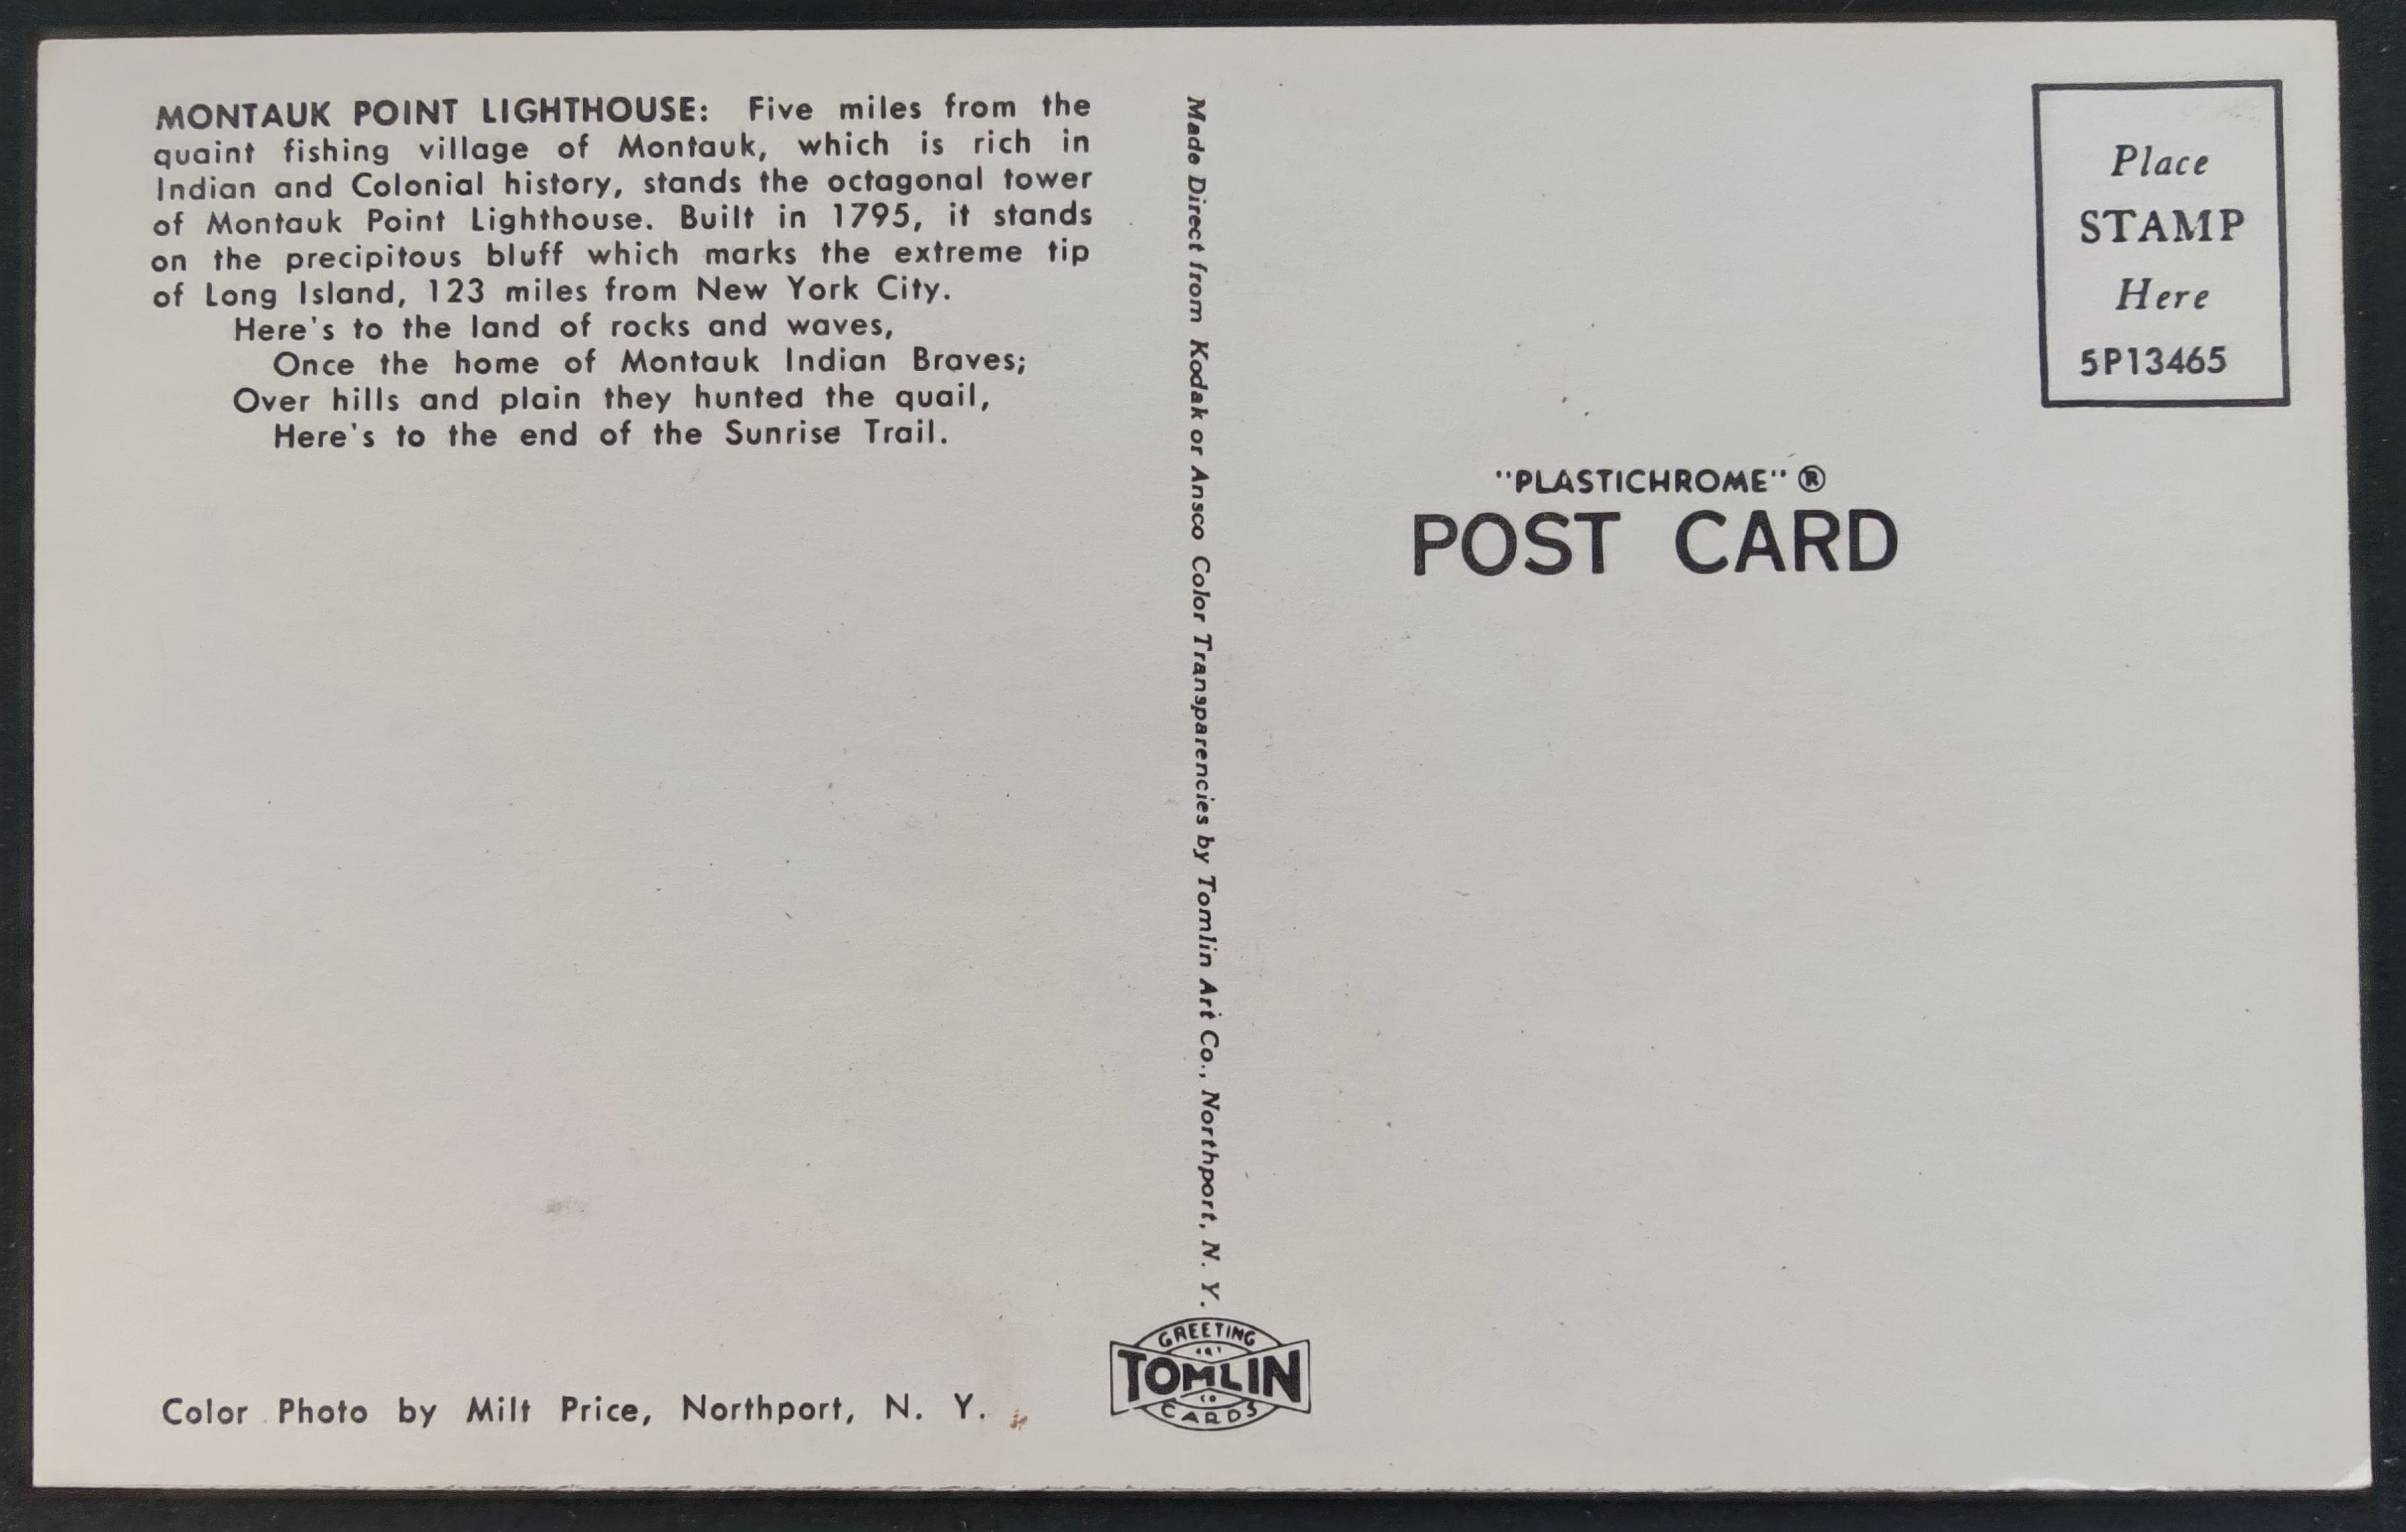 MONTAUK POINT LIGHTHOUSE: Five miles from the
quaint fishing village of Montauk, which is rich in
Indian and Colonial history, stands the octagonal tower
of Montauk Point Lighthouse. Built in 1795, it stands
on the precipitous bluff which marks the extreme tip
of Long Island, 123 miles from New York City.
Here's to the land of rocks and waves,
Once the home of Montauk Indian Braves;
Over hills and plain they hunted the quail,
Here's to the end of the Sunrise Trail.
Color Photo by Milt Price, Northport, N. Y.
Made Direct from Kodak or Ansco Color Transparencies by Tomlin Art Co., Northport, N. Y.
GREETING
TOMLIN
CO
CARDS
Place
STAMP
Here
5P13465
"PLASTICHROME" ®
POST CARD